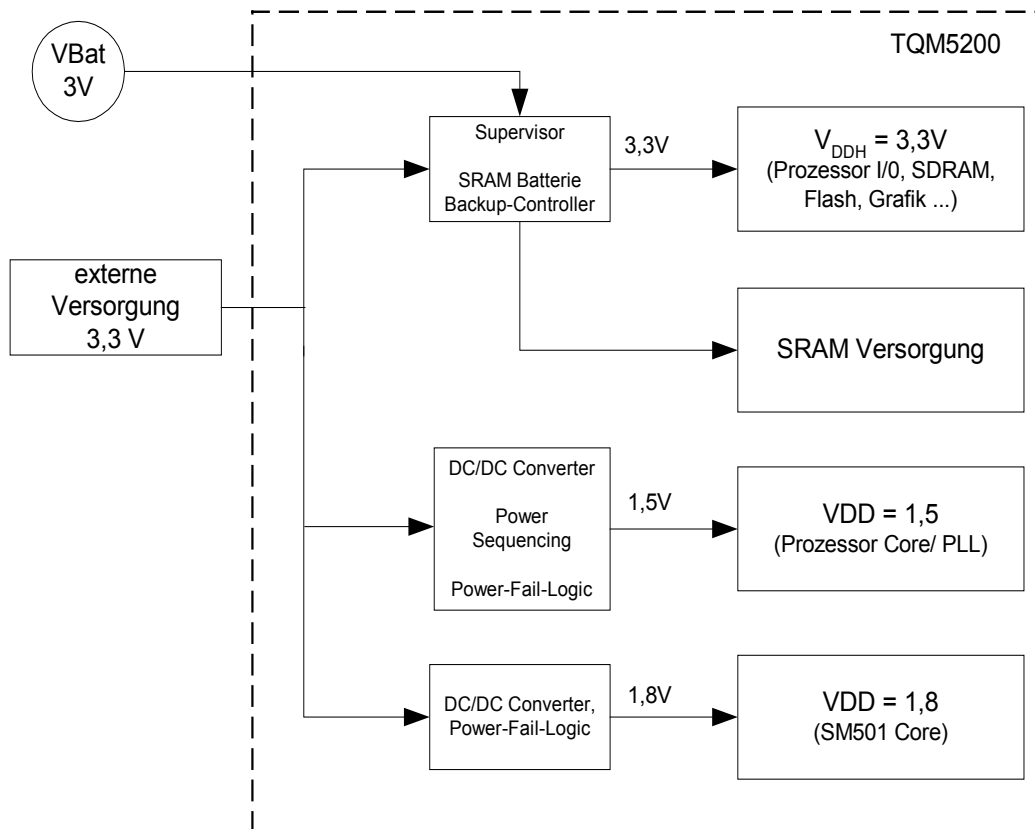 TQM5200
VBat
3V
Supervisor
SRAM Batterie
Backup-Controller
3,3V
V_DDH = 3,3V
(Prozessor I/0, SDRAM,
Flash, Grafik ...)
externe
Versorgung
3,3 V
SRAM Versorgung
DC/DC Converter
Power
Sequencing
Power-Fail-Logic
1,5V
VDD = 1,5
(Prozessor Core/ PLL)
DC/DC Converter,
Power-Fail-Logic
1,8V
VDD = 1,8
(SM501 Core)